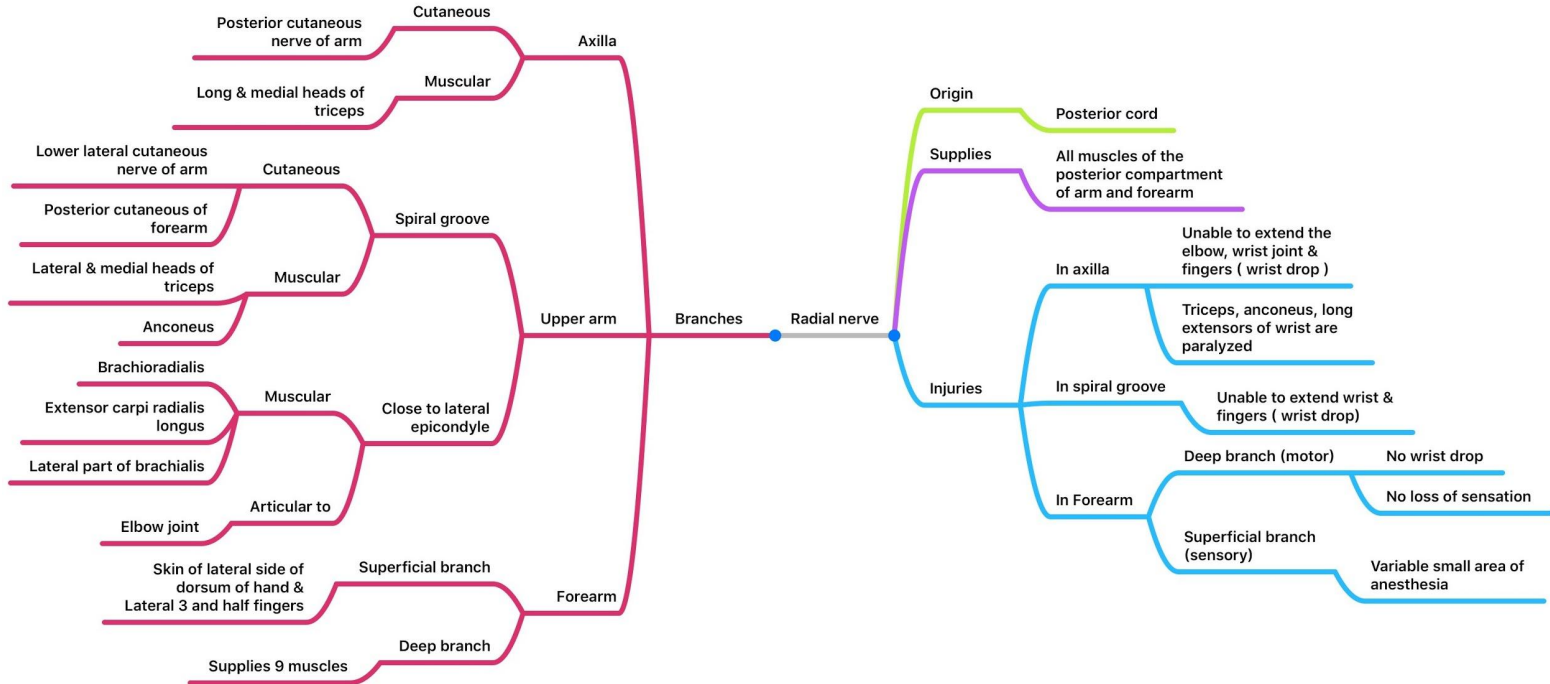 Radial nerve
Branches
Axilla
Cutaneous
Posterior cutaneous
nerve of arm
Muscular
Long & medial heads of
triceps
Upper arm
Spiral groove
Cutaneous
Lower lateral cutaneous
nerve of arm
Posterior cutaneous of
forearm
Muscular
Lateral & medial heads of
triceps
Anconeus
Close to lateral
epicondyle
Muscular
Brachioradialis
Extensor carpi radialis
longus
Lateral part of brachialis
Articular to
Elbow joint
Forearm
Superficial branch
Skin of lateral side of
dorsum of hand &
Lateral 3 and half fingers
Deep branch
Supplies 9 muscles
Origin
Posterior cord
Supplies
All muscles of the
posterior compartment
of arm and forearm
Injuries
In axilla
Unable to extend the
elbow, wrist joint &
fingers ( wrist drop )
Triceps, anconeus, long
extensors of wrist are
paralyzed
In spiral groove
Unable to extend wrist &
fingers ( wrist drop)
In Forearm
Deep branch (motor)
No wrist drop
No loss of sensation
Superficial branch
(sensory)
Variable small area of
anesthesia